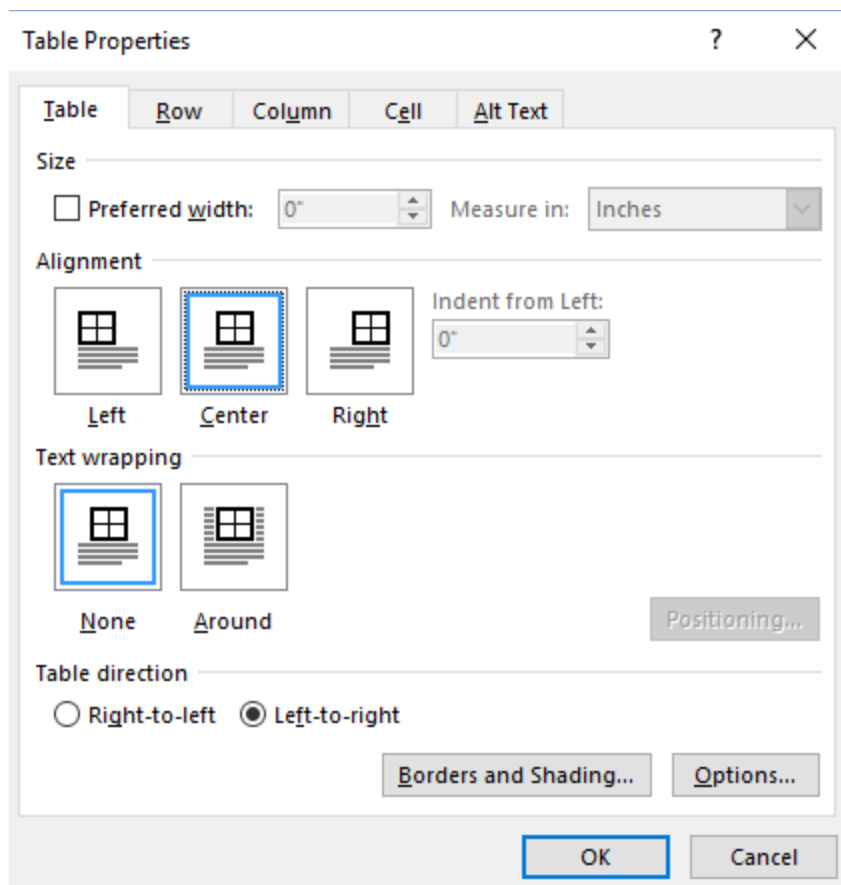 Table Properties ?
Table Row Column Cell Alt Text
Size
Preferred width: 0" Measure in: Inches
Alignment
Indent from Left:
0"
Left Center Right
Text wrapping
None Around
Positioning...
Table direction
Right-to-left Left-to-right
Borders and Shading... Options...
OK Cancel